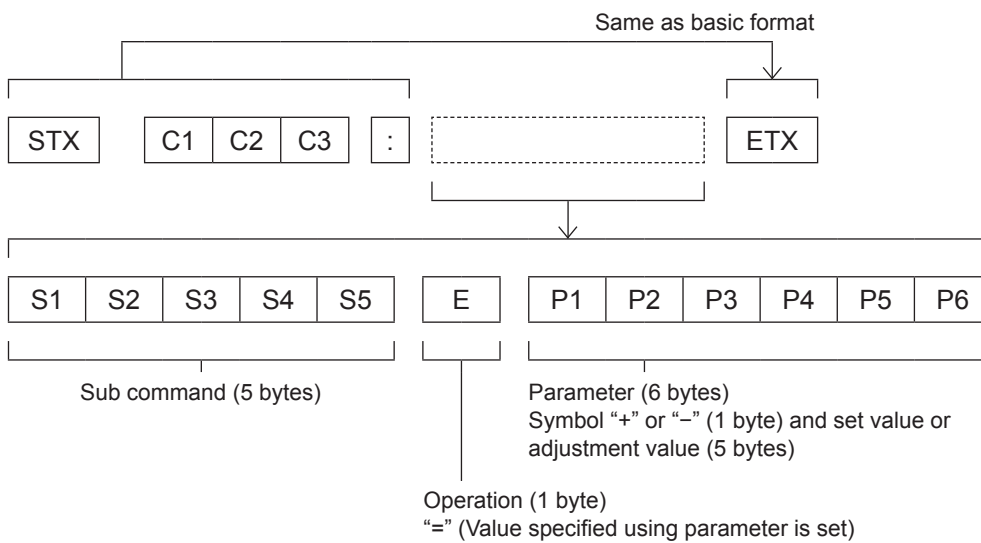 Same as basic format
STX C1 C2 C3 : ETX
S1 S2 S3 S4 S5 E P1 P2 P3 P4 P5 P6
Sub command (5 bytes)
Parameter (6 bytes)
Symbol “+” or “−” (1 byte) and set value or
adjustment value (5 bytes)
Operation (1 byte)
“=” (Value specified using parameter is set)